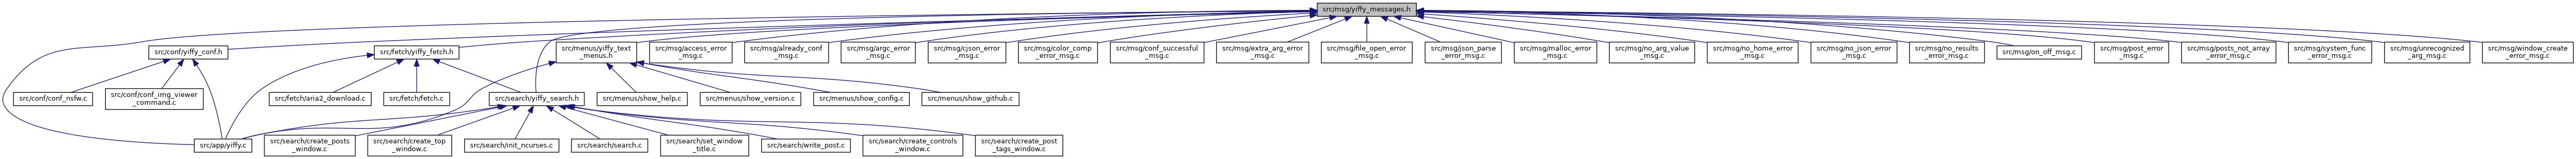 src/msg/yiffy_messages.h
src/conf/yiffy_conf.h
src/fetch/yiffy_fetch.h
src/menus/yiffy_text
_menus.h
src/msg/access_error
_msg.c
src/msg/already_conf
_msg.c
src/msg/argc_error
_msg.c
src/msg/cjson_error
_msg.c
src/msg/color_comp
_error_msg.c
src/msg/conf_successful
_msg.c
src/msg/extra_arg_error
_msg.c
src/msg/file_open_error
_msg.c
src/msg/json_parse
_error_msg.c
src/msg/malloc_error
_msg.c
src/msg/no_arg_value
_msg.c
src/msg/no_home_error
_msg.c
src/msg/no_json_error
_msg.c
src/msg/no_results
_error_msg.c
src/msg/on_off_msg.c
src/msg/post_error
_msg.c
src/msg/posts_not_array
_error_msg.c
src/msg/system_func
_error_msg.c
src/msg/unrecognized
_arg_msg.c
src/msg/window_create
_error_msg.c
src/conf/conf_nsfw.c
src/conf/conf_img_viewer
_command.c
src/fetch/aria2_download.c
src/fetch/fetch.c
src/search/yiffy_search.h
src/menus/show_help.c
src/menus/show_version.c
src/menus/show_config.c
src/menus/show_github.c
src/app/yiffy.c
src/search/create_posts
_window.c
src/search/create_top
_window.c
src/search/init_ncurses.c
src/search/search.c
src/search/set_window
_title.c
src/search/write_post.c
src/search/create_controls
_window.c
src/search/create_post
_tags_window.c